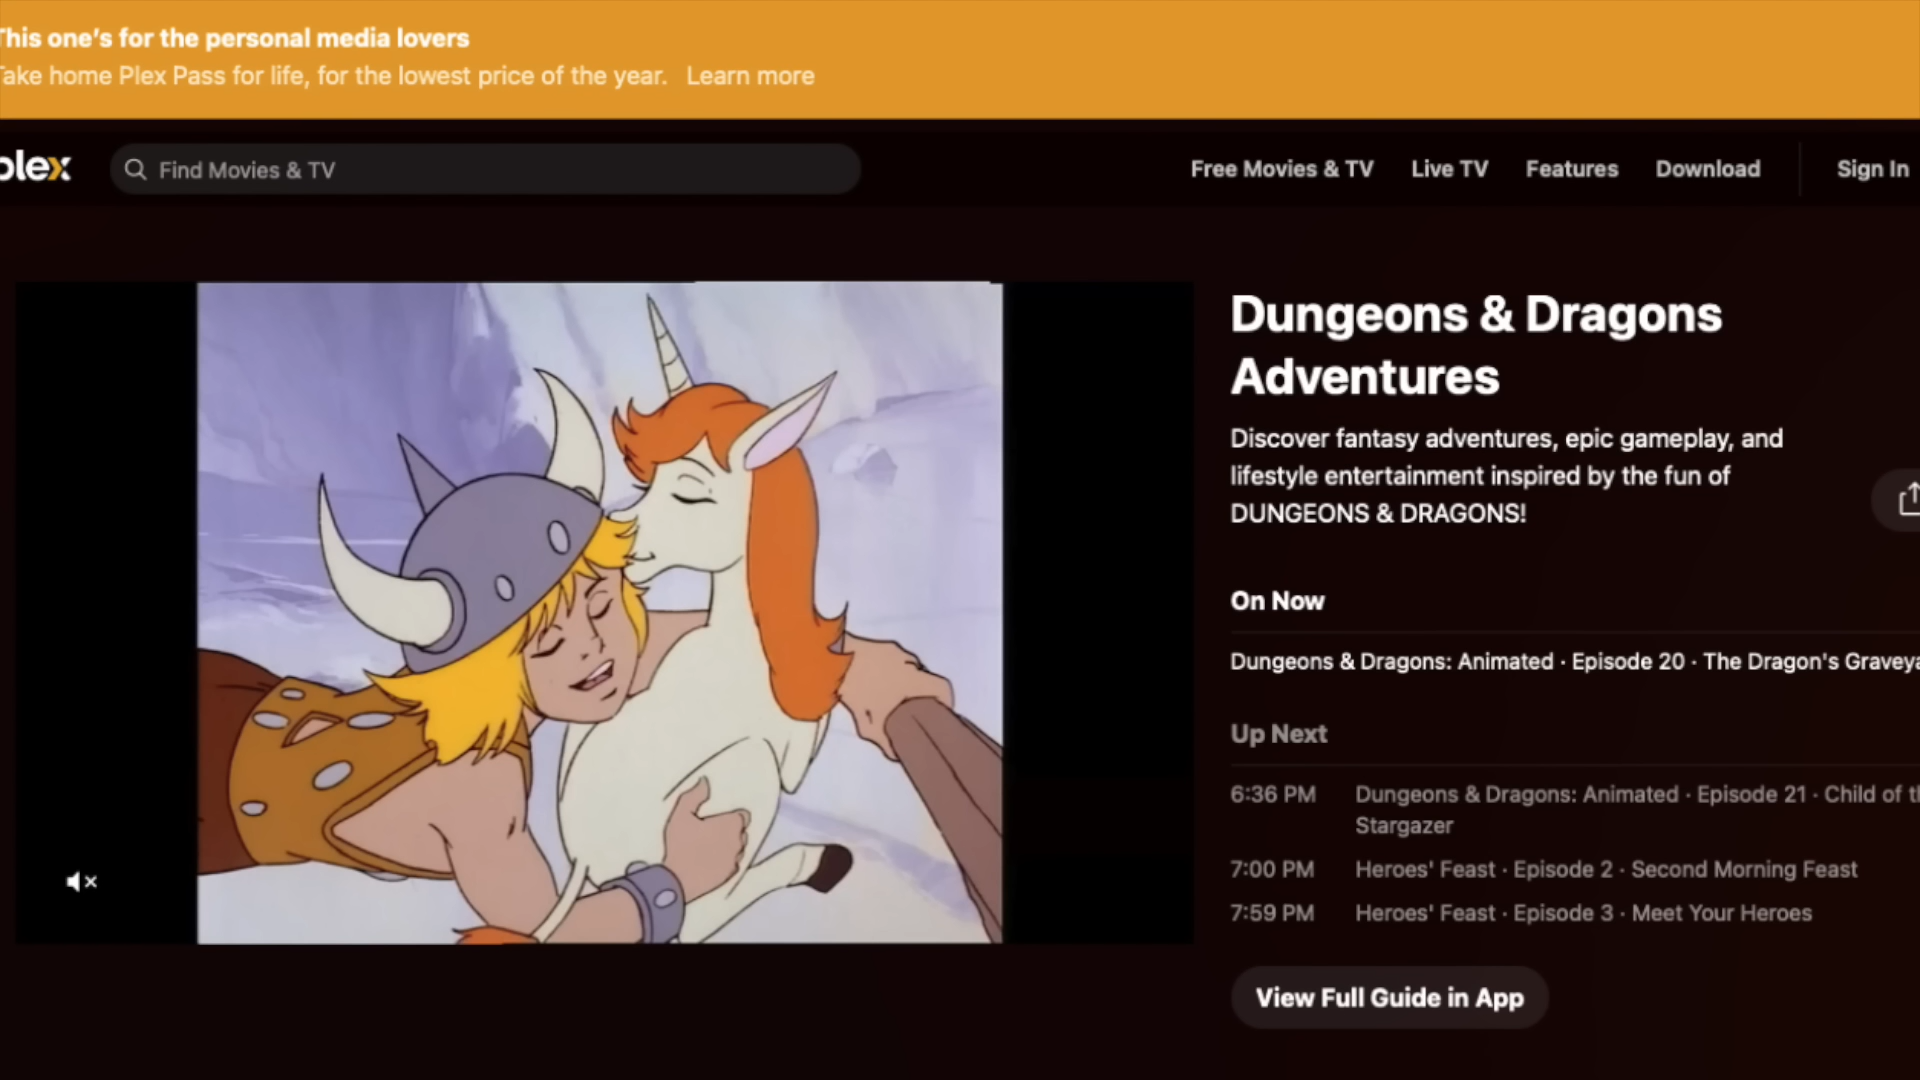 This one's for the personal media lovers
Take home Plex Pass for life, for the lowest price of the year. Learn more
plex
Find Movies & TV
Free Movies & TV
Live TV
Features
Download
Sign In
Dungeons & Dragons
Adventures
Discover fantasy adventures, epic gameplay, and
lifestyle entertainment inspired by the fun of
DUNGEONS & DRAGONS!
On Now
Dungeons & Dragons: Animated · Episode 20 · The Dragon's
Up Next
6:36 PM Dungeons & Dragons: Animated · Episode 21 · Child of
Stargazer
7:00 PM Heroes' Feast · Episode 2 · Second Morning Feast
7:59 PM Heroes' Feast · Episode 3 · Meet Your Heroes
View Full Guide in App